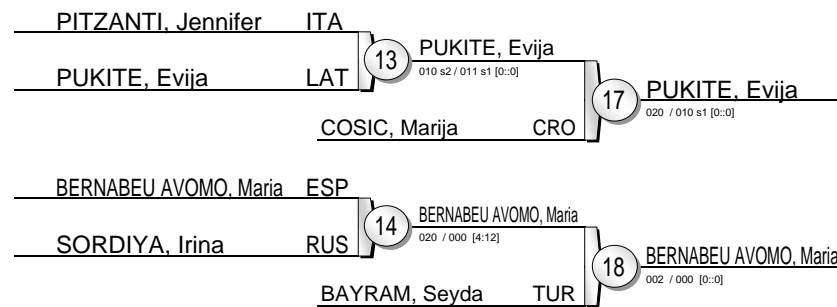 PITZANTI, Jennifer ITA
13 PUKITE, Evija
010 s2 / 011 s1 [0::0]
PUKITE, Evija LAT
17 PUKITE, Evija
020 / 010 s1 [0::0]
COSIC, Marija CRO
BERNABEU AVOMO, Maria ESP
14 BERNABEU AVOMO, Maria
020 / 000 [4:12]
SORDIYA, Irina RUS
18 BERNABEU AVOMO, Maria
002 / 000 [0::0]
BAYRAM, Seyda TUR